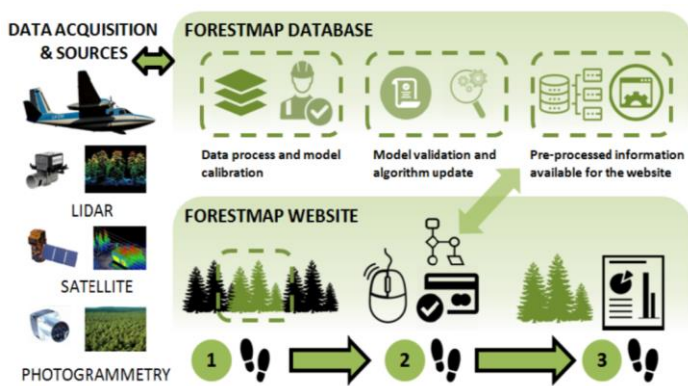 DATA ACQUISITION
& SOURCES
LIDAR
SATELLITE
PHOTOGRAMMETRY
FORESTMAP DATABASE
Data process and model
calibration
Model validation and
algorithm update
Pre-processed information
available for the website
FORESTMAP WEBSITE
1
2
3